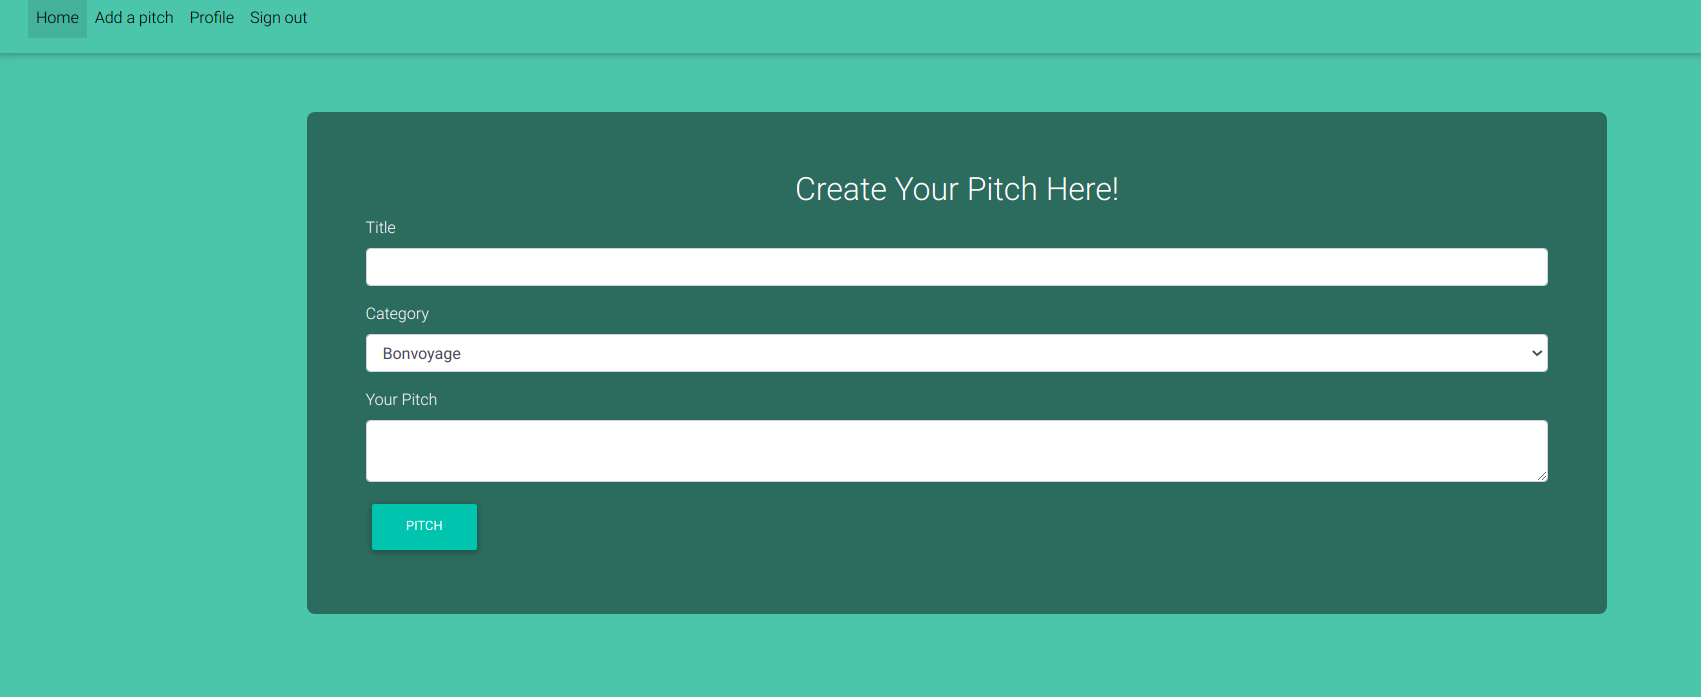 Home Add a pitch Profile Sign out
Create Your Pitch Here!
Title
Category
Bonvoyage
Your Pitch
PITCH